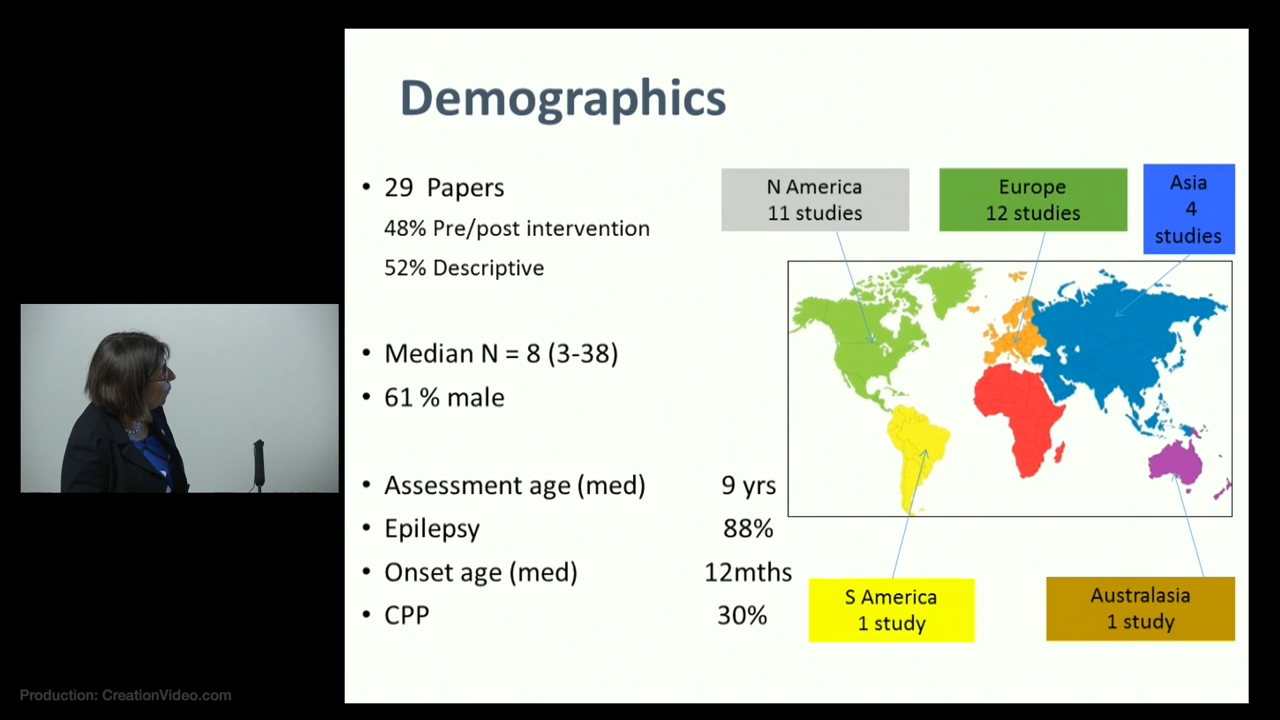 Demographics
• 29 Papers
48% Pre/post intervention
52% Descriptive
• Median N = 8 (3-38)
• 61 % male
• Assessment age (med) 9 yrs
• Epilepsy 88%
• Onset age (med) 12mths
• CPP 30%
N America
11 studies
Europe
12 studies
Asia
4
studies
S America
1 study
Australasia
1 study
Production: CreationVideo.com